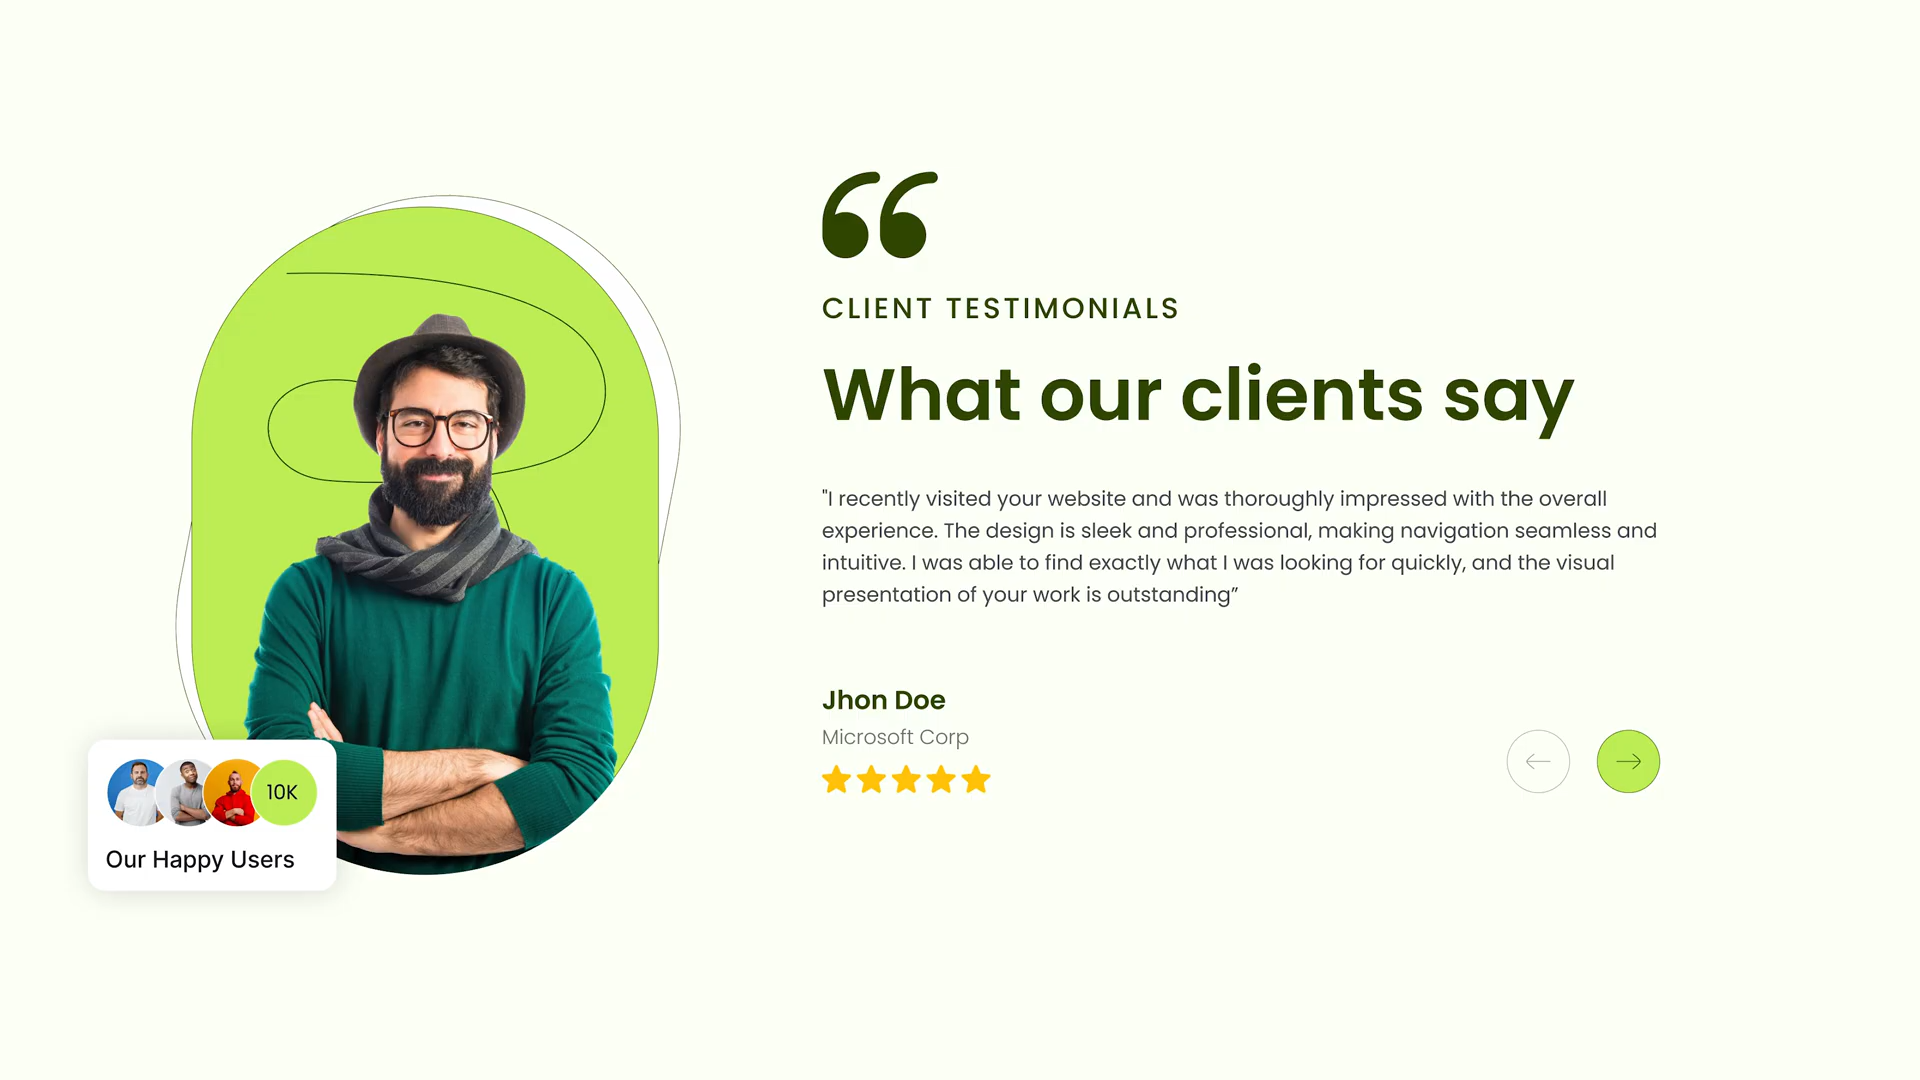 CLIENT TESTIMONIALS
What our clients say
"I recently visited your website and was thoroughly impressed with the overall
experience. The design is sleek and professional, making navigation seamless and
intuitive. I was able to find exactly what I was looking for quickly, and the visual
presentation of your work is outstanding”
Jhon Doe
Microsoft Corp
10K
Our Happy Users